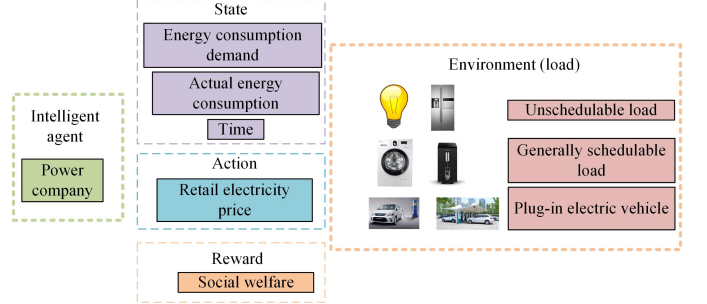 Intelligent
agent
Power
company
State
Energy consumption
demand
Actual energy
consumption
Time
Action
Retail electricity
price
Reward
Social welfare
Environment (load)
Unschedulable load
Generally schedulable
load
Plug-in electric vehicle